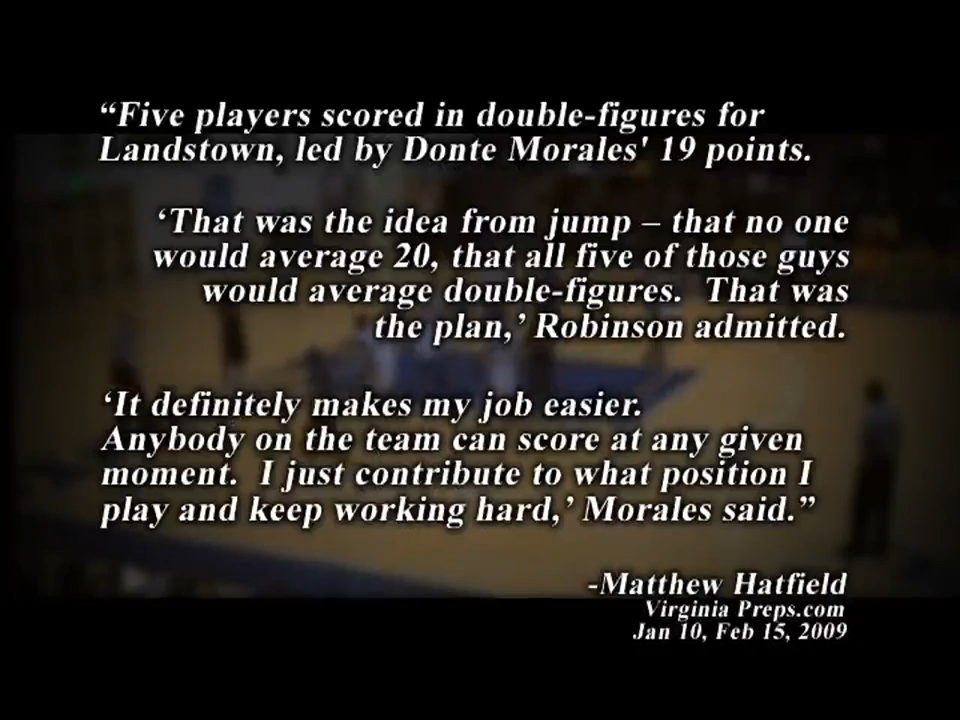 “Five players scored in double-figures for
Landstown, led by Donte Morales' 19 points.
‘That was the idea from jump – that no one
would average 20, that all five of those guys
would average double-figures.  That was
the plan,’ Robinson admitted.
‘It definitely makes my job easier.
Anybody on the team can score at any given
moment.  I just contribute to what position I
play and keep working hard,’ Morales said.”
-Matthew Hatfield
Virginia Preps.com
Jan 10, Feb 15, 2009